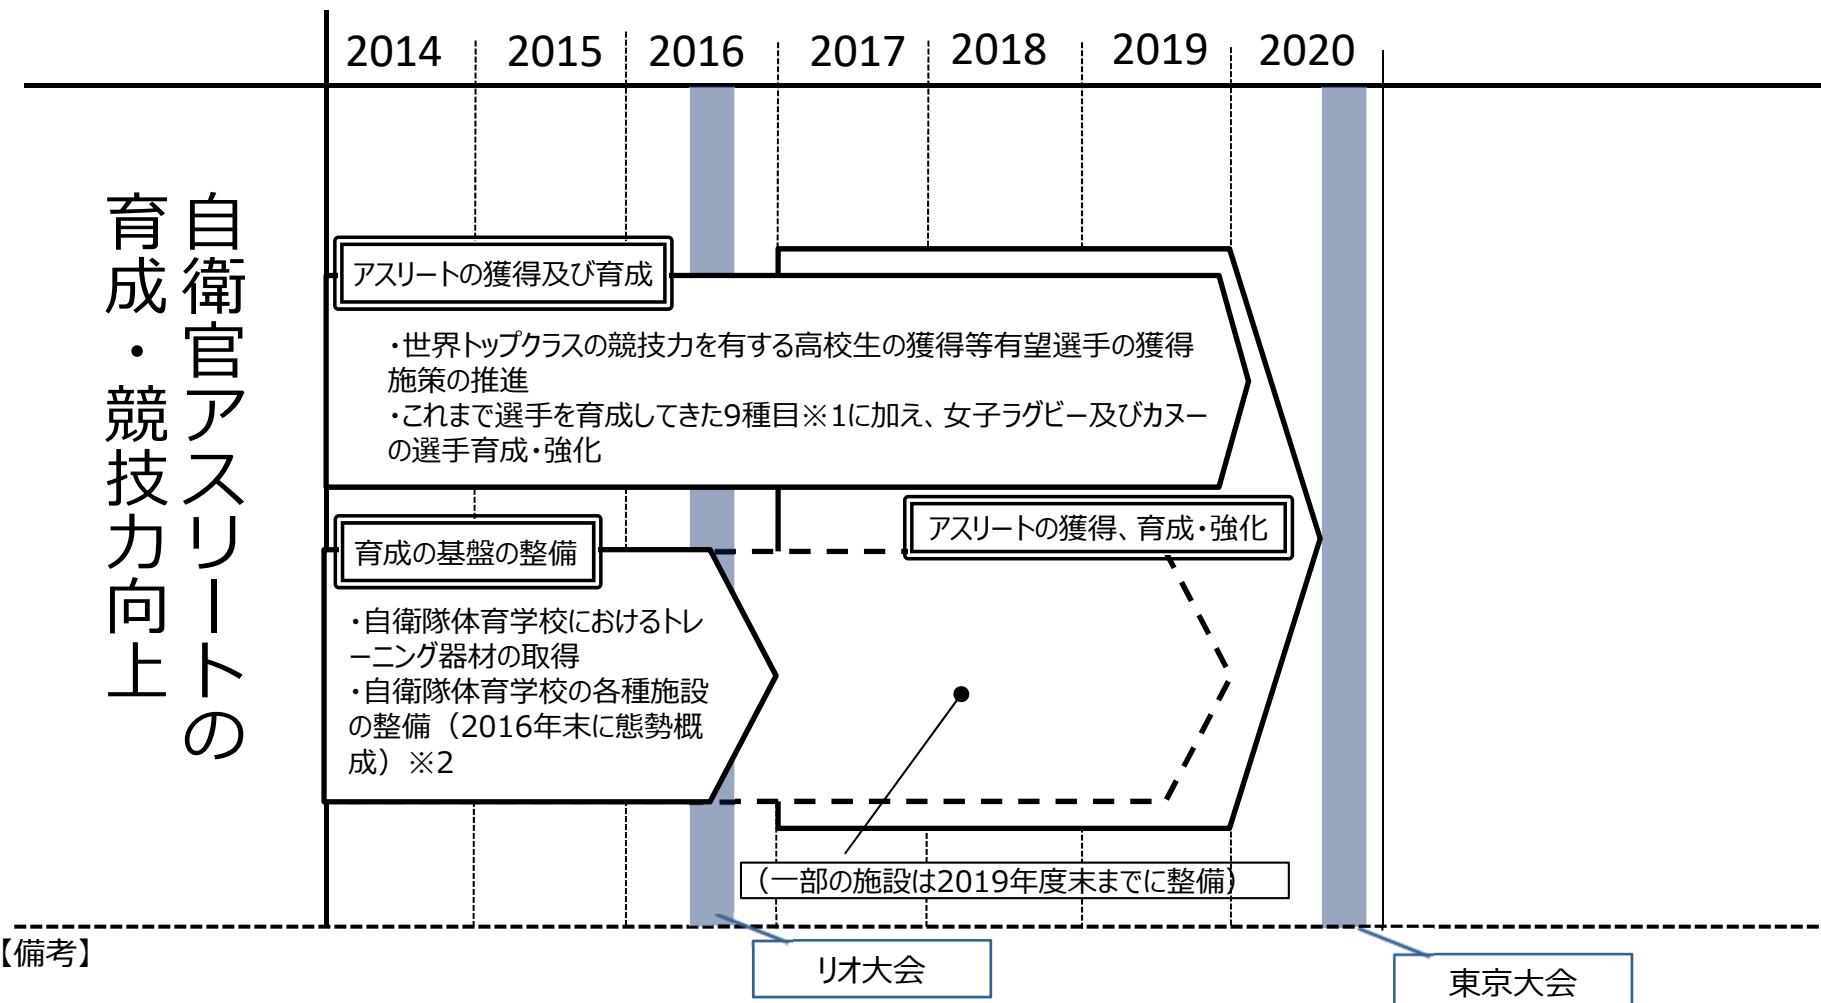 2014 2015 2016 2017 2018 2019 2020
自衛官アスリートの
育成・競技力向上
アスリートの獲得及び育成
・世界トップクラスの競技力を有する高校生の獲得等有望選手の獲得
施策の推進
・これまで選手を育成してきた9種目※1に加え、女子ラグビー及びカヌー
の選手育成・強化
アスリートの獲得、育成・強化
育成の基盤の整備
・自衛隊体育学校におけるトレ
ーニング器材の取得
・自衛隊体育学校の各種施設
の整備（2016年末に態勢概
成）※2
（一部の施設は2019年度末までに整備）
【備考】
リオ大会
東京大会